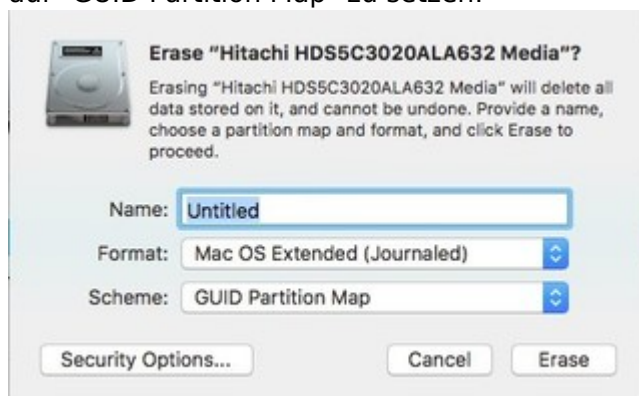 auf "GUID Partition Map" zu setzen.
Erase “Hitachi HDS5C3020ALA632 Media”?
Erasing “Hitachi HDS5C3020ALA632 Media” will delete all
data stored on it, and cannot be undone. Provide a name,
choose a partition map and format, and click Erase to
proceed.
Name: Untitled
Format: Mac OS Extended (Journaled)
Scheme: GUID Partition Map
Security Options... Cancel Erase